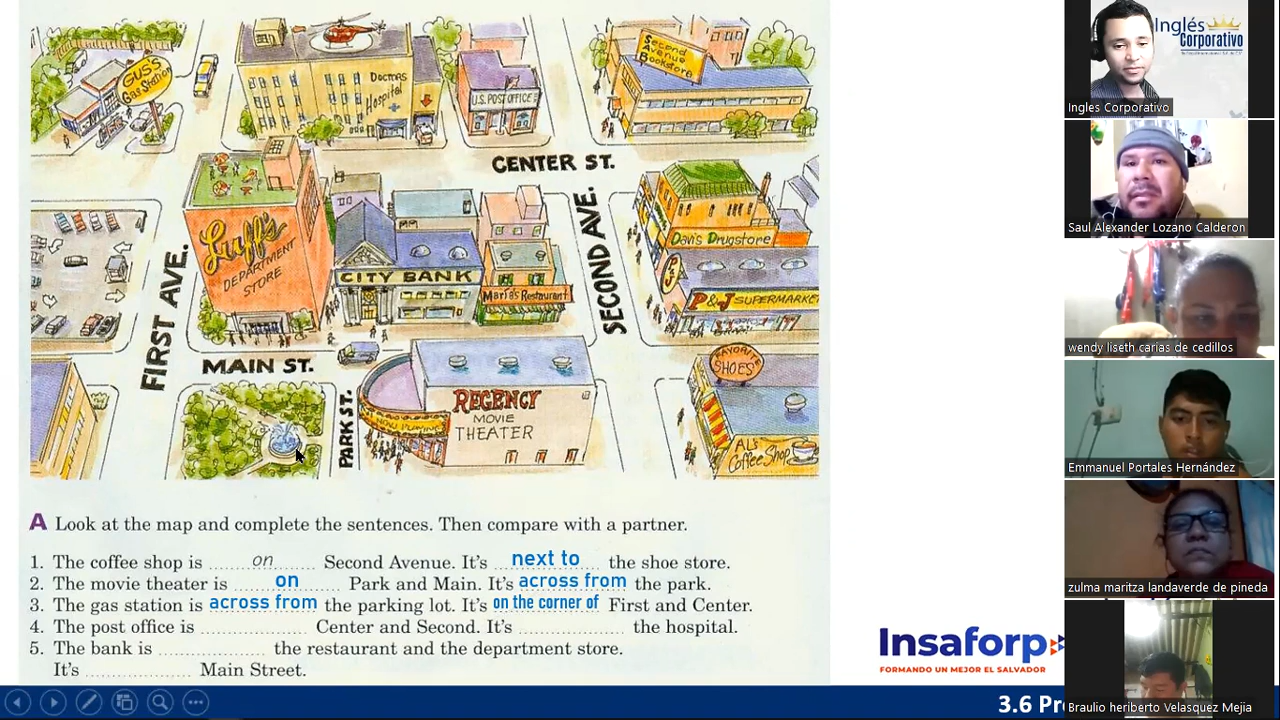 GUS'S
Gas Station
DOCTORS
Hospital
U.S. POST OFFICE
Second
Avenue
Bookstore
CENTER ST.
Luff's
DEPARTMENT
STORE
CITY BANK
Maria's Restaurant
Dave's Drugstore
P&J SUPERMARKET
FIRST AVE.
SECOND AVE.
MAIN ST.
PARK ST.
NOW PLAYING
REGENCY
MOVIE
THEATER
FAVORITE
SHOES
AL's
Coffee Shop
A Look at the map and complete the sentences. Then compare with a partner.
1. The coffee shop is on Second Avenue. It's next to the shoe store.
2. The movie theater is on Park and Main. It's across from the park.
3. The gas station is across from the parking lot. It's on the corner of First and Center.
4. The post office is .................... Center and Second. It's .................... the hospital.
5. The bank is .................... the restaurant and the department store.
It's .................... Main Street.
Insaforp
FORMANDO UN MEJOR EL SALVADOR
3.6 Pr
Inglés
Corporativo
Ingles Corporativo
Saul Alexander Lozano Calderon
wendy liseth carias de cedillos
Emmanuel Portales Hernández
zulma maritza landaverde de pineda
Braulio heriberto Velasquez Mejia